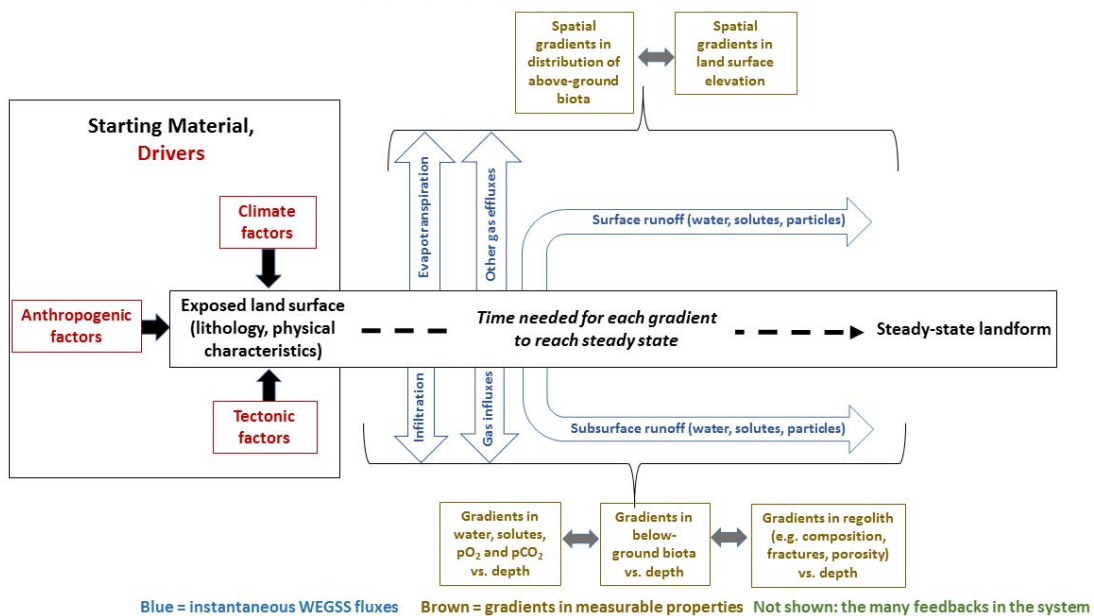 Spatial
gradients in
distribution of
above-ground
biota
Spatial
gradients in
land surface
elevation
Starting Material,
Drivers
Climate
factors
Anthropogenic
factors
Tectonic
factors
Exposed land surface
(lithology, physical
characteristics)
Evapotranspiration
Other gas effluxes
Surface runoff (water, solutes, particles)
Time needed for each gradient
to reach steady state
Steady-state landform
Infiltration
Gas influxes
Subsurface runoff (water, solutes, particles)
Gradients in
water, solutes,
pO₂ and pCO₂
vs. depth
Gradients in
below-
ground biota
vs. depth
Gradients in regolith
(e.g. composition,
fractures, porosity)
vs. depth
Blue = instantaneous WEGSS fluxes Brown = gradients in measurable properties Not shown: the many feedbacks in the system